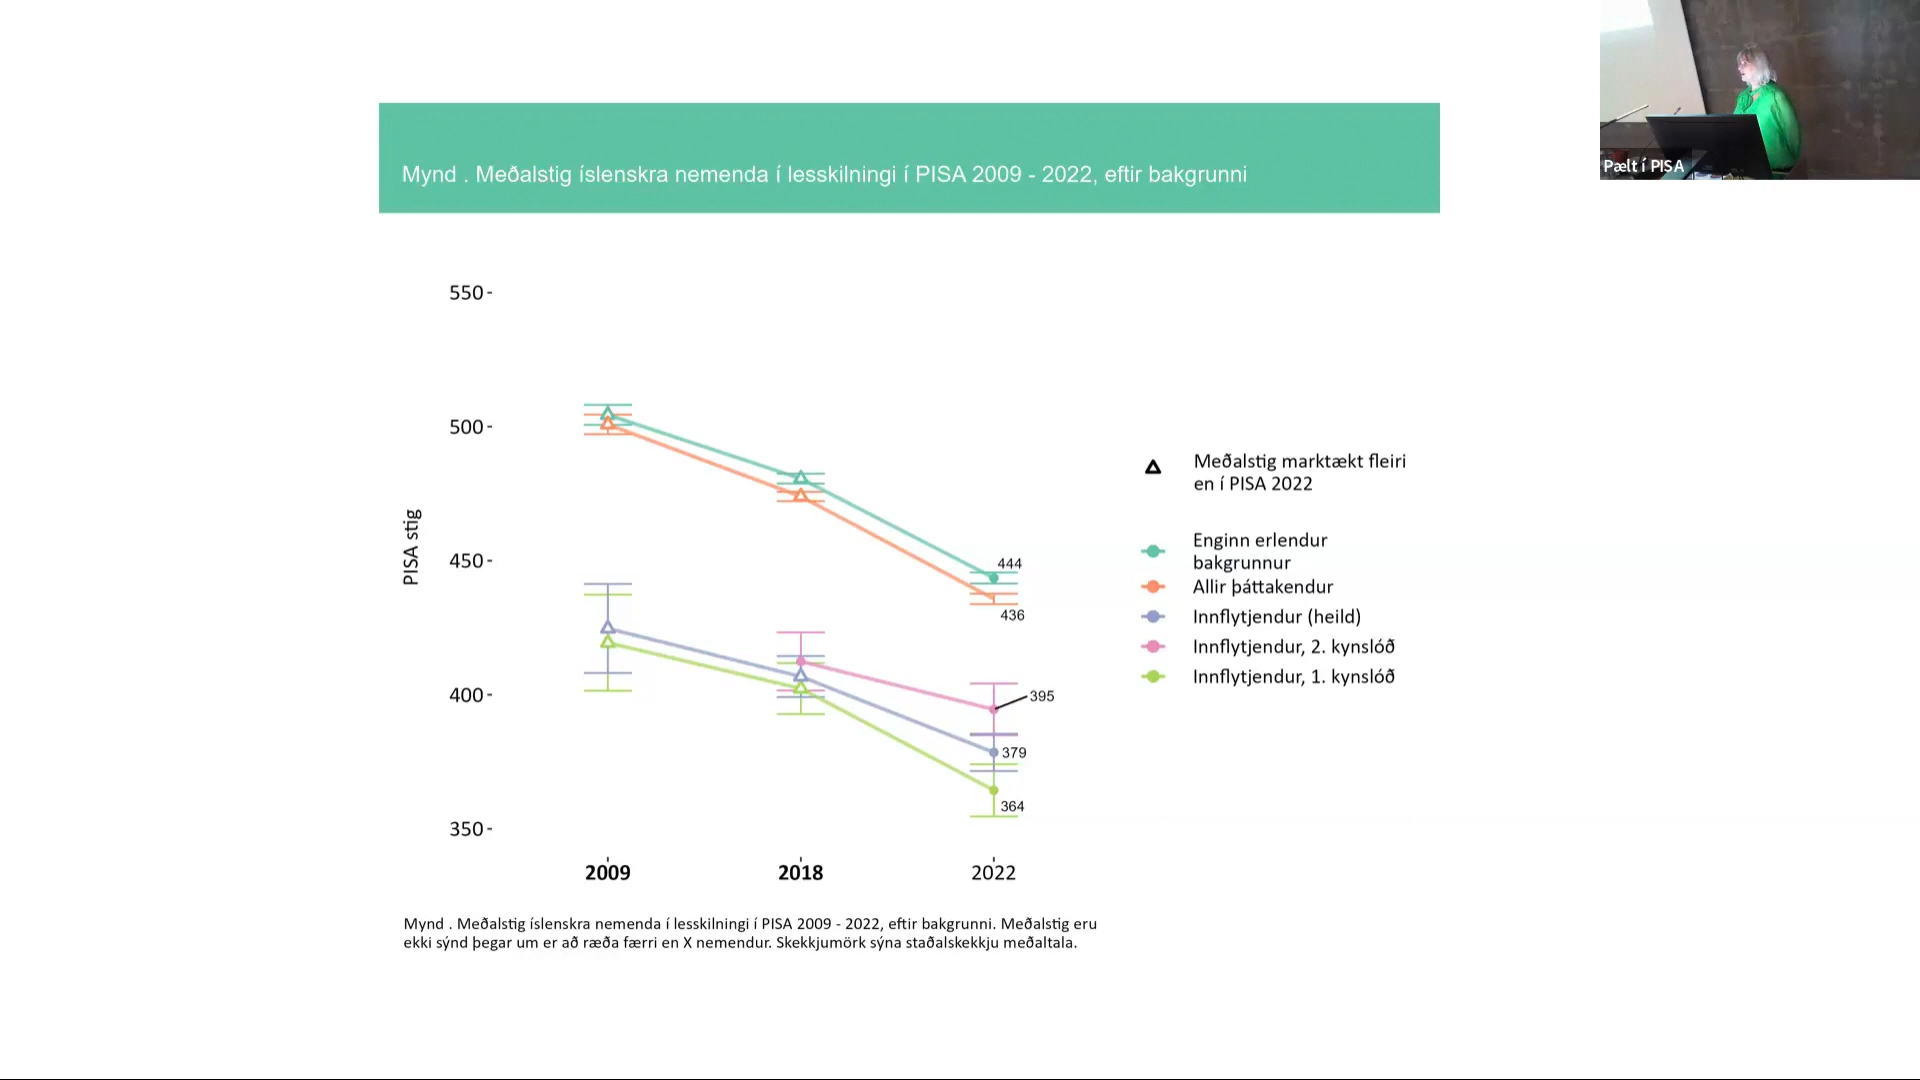 Mynd . Meðalstig íslenskra nemenda í lesskilningi í PISA 2009 - 2022, eftir bakgrunni
Pælt í PISA
550
500
450
400
350
PISA stig
444
436
395
379
364
2009
2018
2022
Meðalstig marktækt fleiri
en í PISA 2022
Enginn erlendur
bakgrunnur
Allir þáttakendur
Innflytjendur (heild)
Innflytjendur, 2. kynslóð
Innflytjendur, 1. kynslóð
Mynd . Meðalstig íslenskra nemenda í lesskilningi í PISA 2009 - 2022, eftir bakgrunni. Meðalstig eru
ekki sýnd þegar um er að ræða færri en X nemendur. Skekkjumörk sýna staðalskekkju meðaltala.